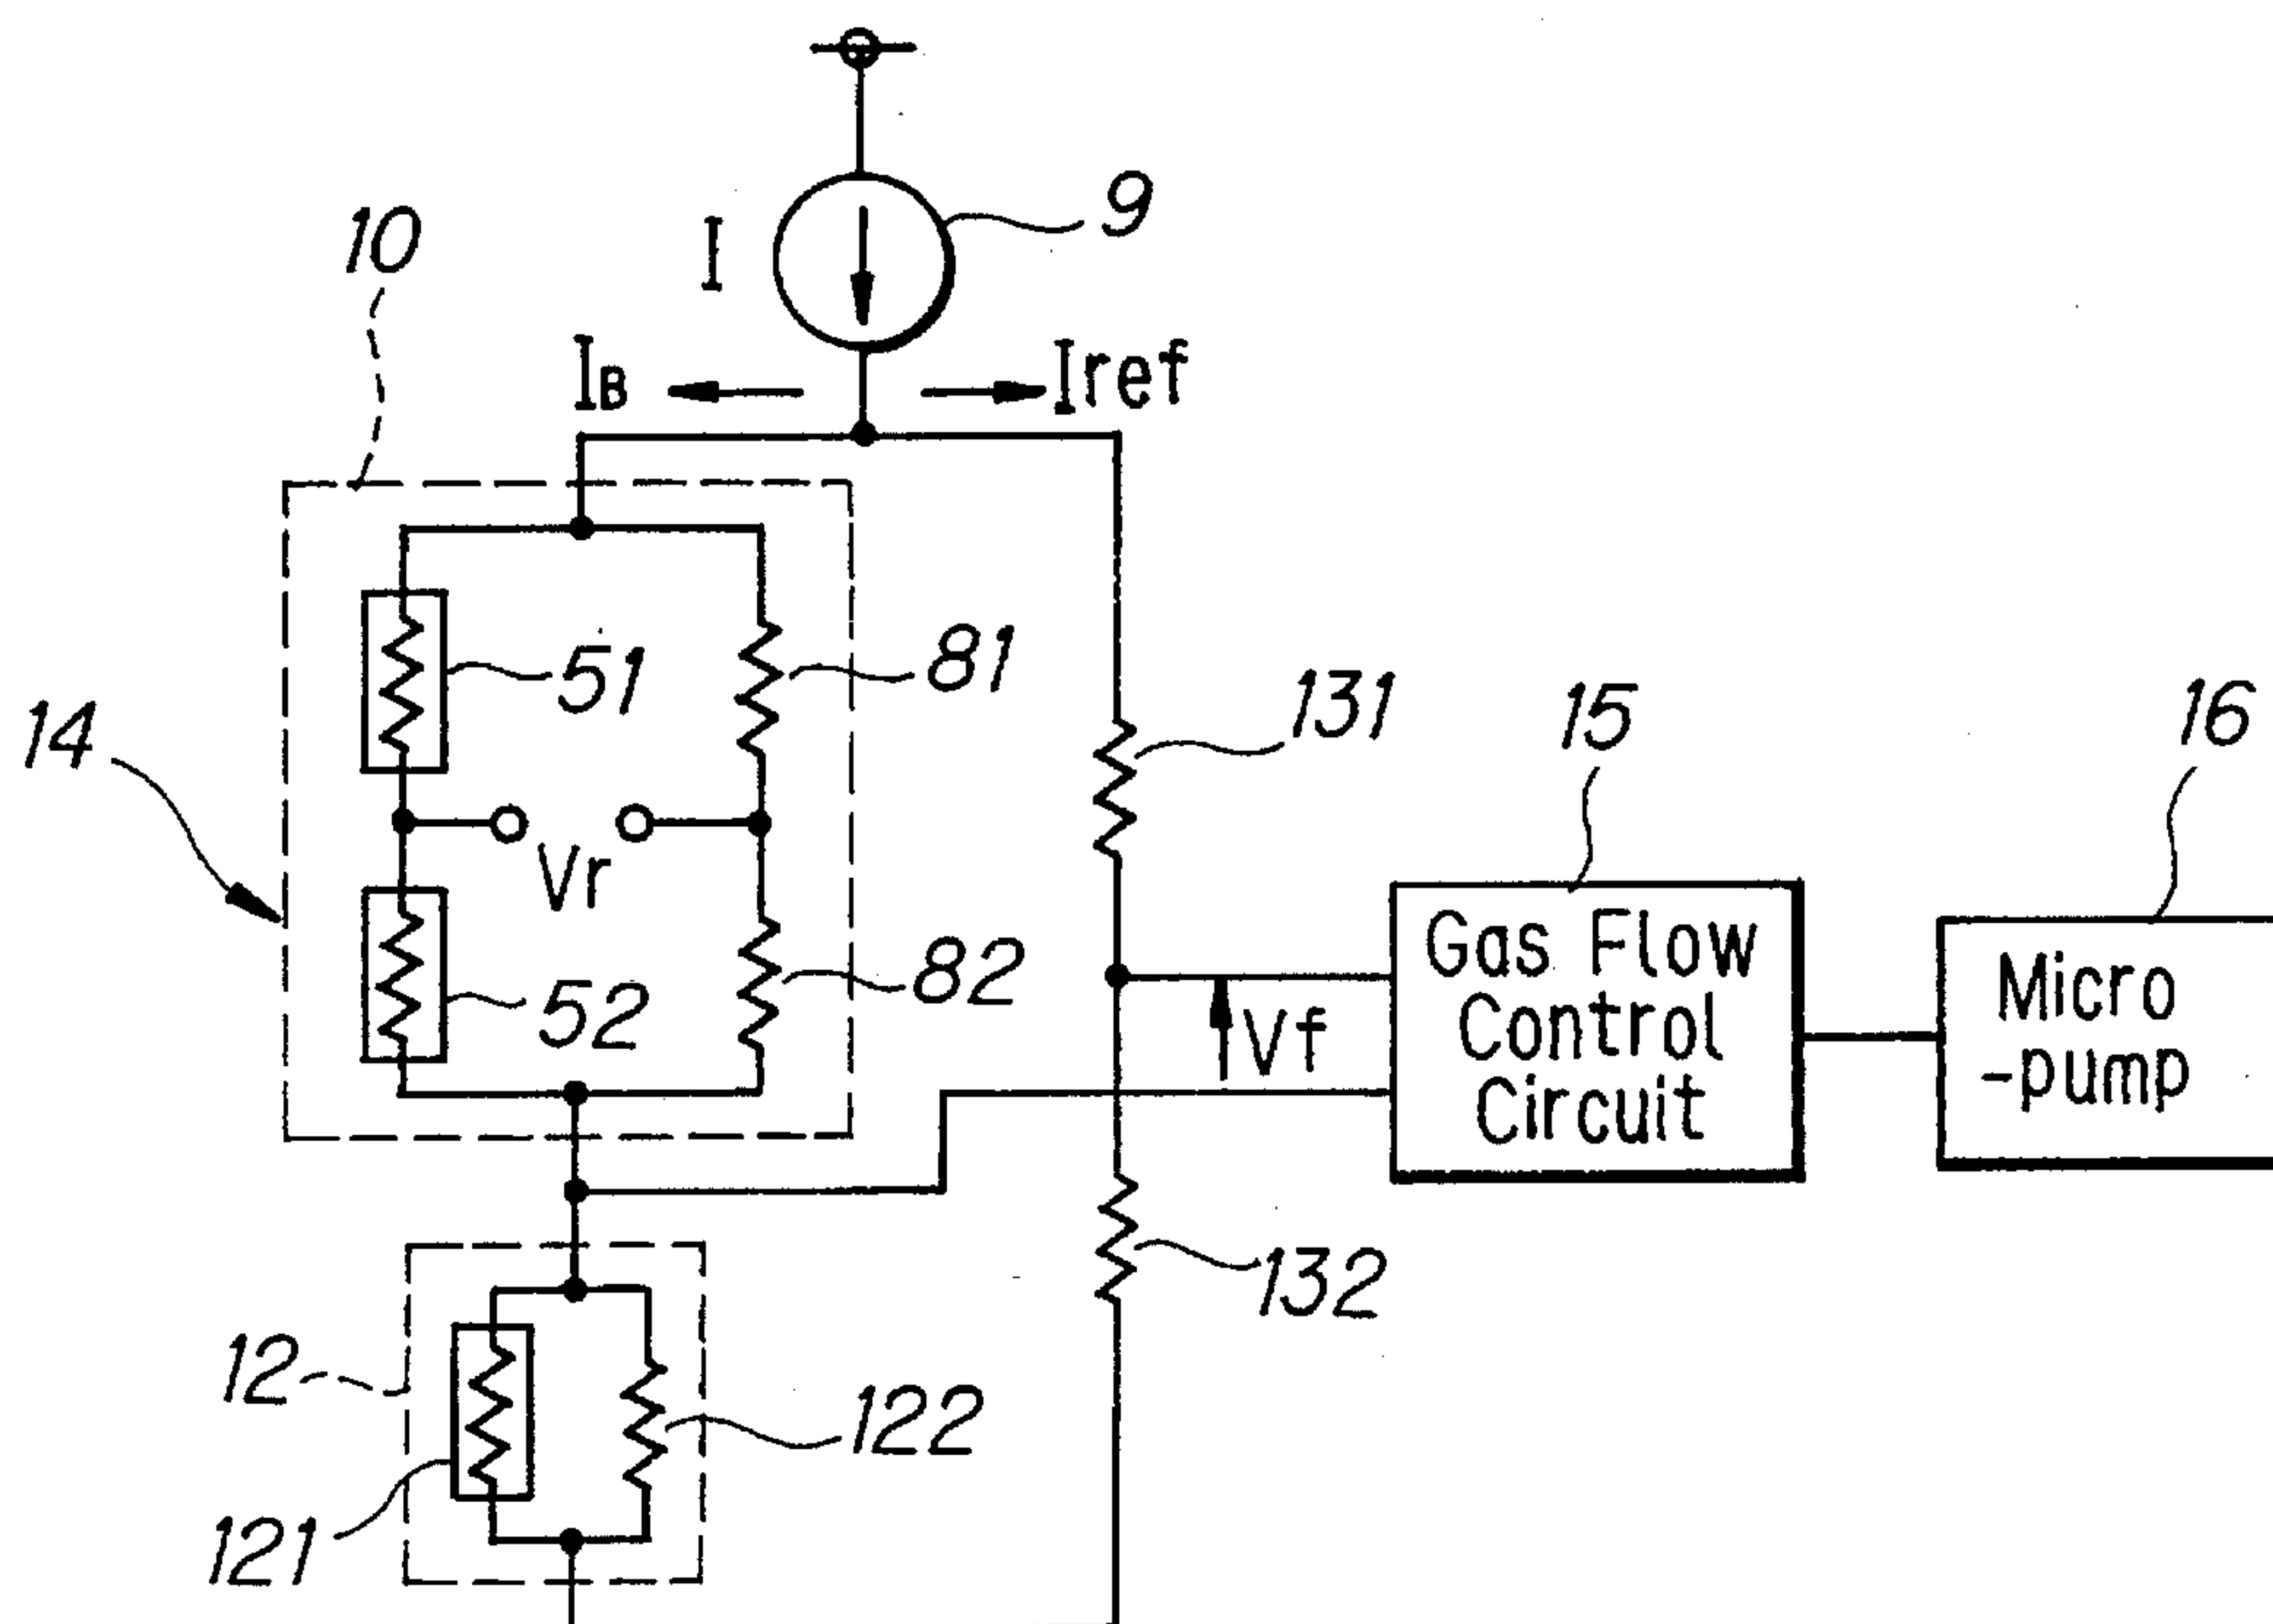 9
10
I
IB
Iref
51
81
131
15
16
14
Vr
Gas Flow
Control
Circuit
Micro
-pump
52
82
Vf
132
12
122
121